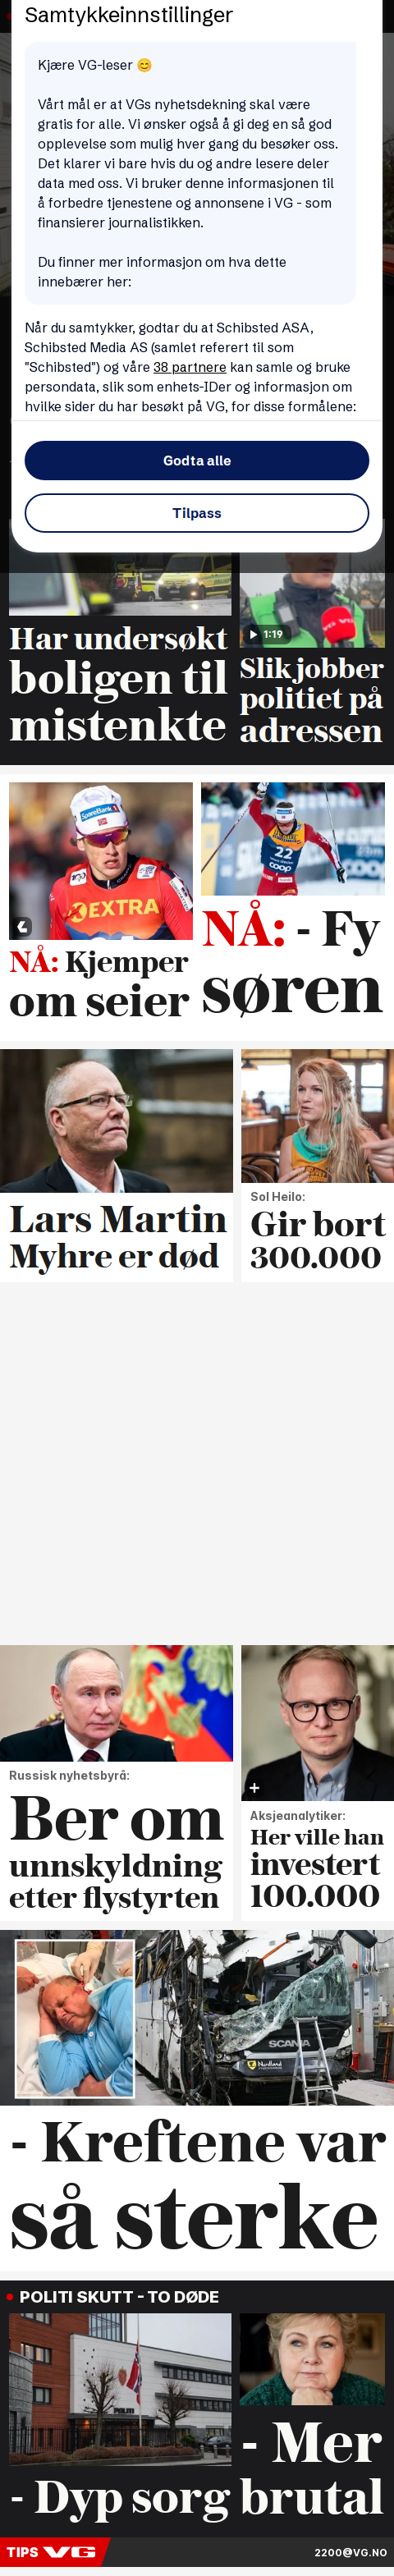 Samtykkeinnstillinger
Kjære VG-leser 😊
Vårt mål er at VGs nyhetsdekning skal være
gratis for alle. Vi ønsker også å gi deg en så god
opplevelse som mulig hver gang du besøker oss.
Det klarer vi bare hvis du og andre lesere deler
data med oss. Vi bruker denne informasjonen til
å forbedre tjenestene og annonsene i VG - som
finansierer journalistikken.
Du finner mer informasjon om hva dette
innebærer her:
Når du samtykker, godtar du at Schibsted ASA,
Schibsted Media AS (samlet referert til som
"Schibsted") og våre 38 partnere kan samle og bruke
persondata, slik som enhets-IDer og informasjon om
hvilke sider du har besøkt på VG, for disse formålene:
Godta alle
Tilpass
1:19
Har undersøkt
boligen til
mistenkte
Slik jobber
politiet på
adressen
SpareBank 1
EXTRA
22
coop
NÅ: Kjemper
om seier
NÅ: - Fy
søren
Lars Martin
Myhre er død
Sol Heilo:
Gir bort
300.000
Russisk nyhetsbyrå:
Ber om
unnskyldning
etter flystyrten
Aksjeanalytiker:
Her ville han
investert
100.000
SCANIA
Nordland
- Kreftene var
så sterke
POLITI SKUTT - TO DØDE
POLITI
- Dyp sorg
- Mer
brutal
TIPS VG
2200@VG.NO